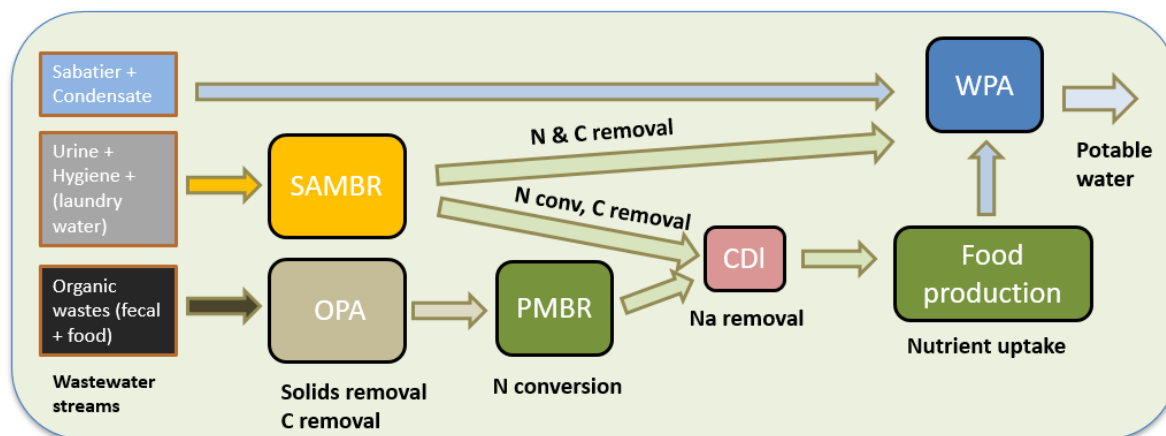 Sabatier +
Condensate
WPA
N & C removal
Urine +
Hygiene +
(laundry
water)
SAMBR
Potable
water
N conv, C removal
CDI
Food
production
Organic
wastes (fecal
+ food)
OPA
PMBR
Na removal
Nutrient uptake
Wastewater
streams
Solids removal
C removal
N conversion